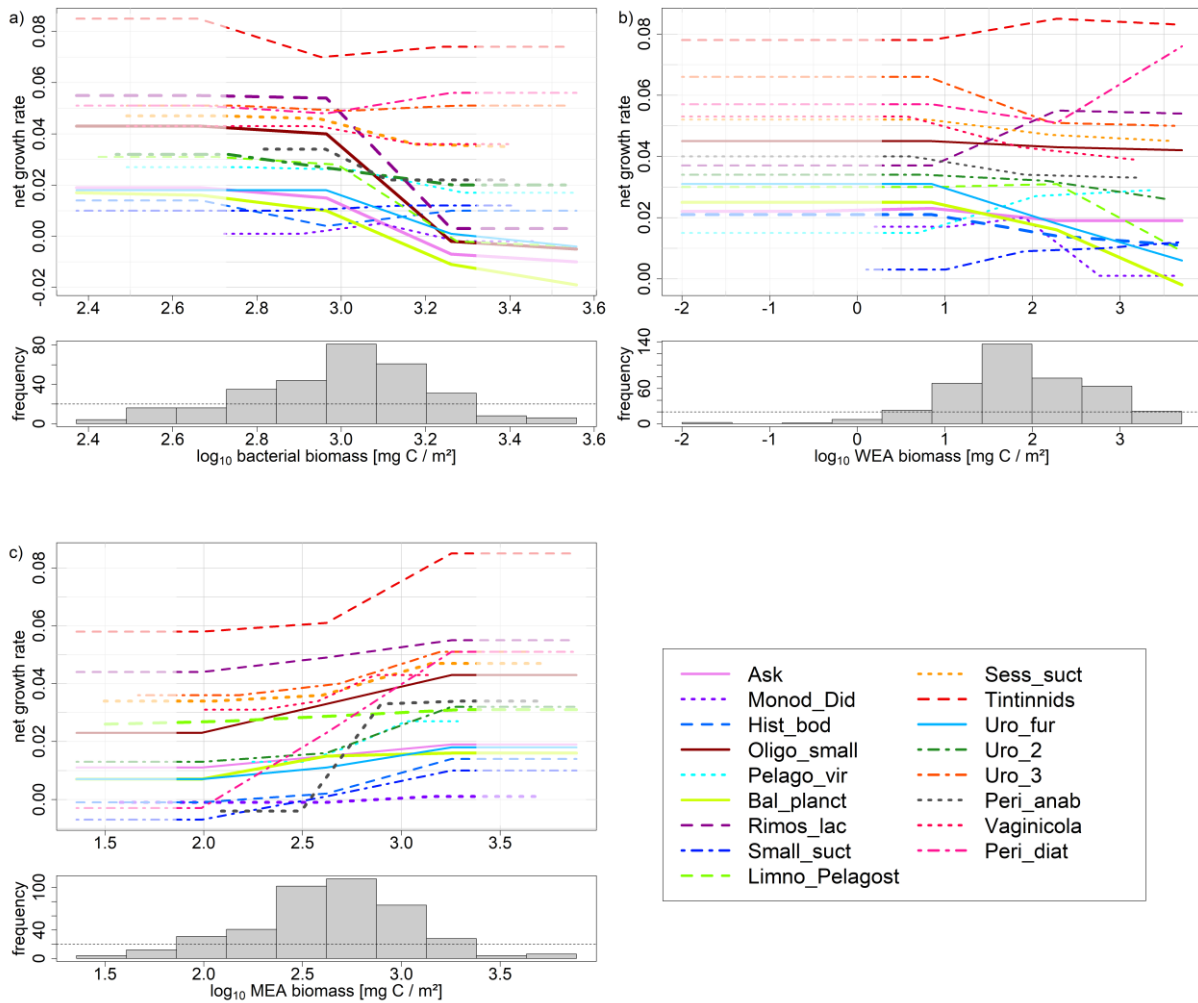 a)
net growth rate
-0.02 0.00 0.02 0.04 0.06 0.08
2.4 2.6 2.8 3.0 3.2 3.4 3.6
frequency
0 40 80
2.4 2.6 2.8 3.0 3.2 3.4 3.6
log₁₀ bacterial biomass [mg C / m²]
b)
net growth rate
0.00 0.02 0.04 0.06 0.08
-2 -1 0 1 2 3
frequency
0 60 140
-2 -1 0 1 2 3
log₁₀ WEA biomass [mg C / m²]
c)
net growth rate
0.00 0.02 0.04 0.06 0.08
1.5 2.0 2.5 3.0 3.5
frequency
0 40 100
1.5 2.0 2.5 3.0 3.5
log₁₀ MEA biomass [mg C / m²]
Ask
Monod_Did
Hist_bod
Oligo_small
Pelago_vir
Bal_planct
Rimos_lac
Small_suct
Limno_Pelagost
Sess_suct
Tintinnids
Uro_fur
Uro_2
Uro_3
Peri_anab
Vaginicola
Peri_diat